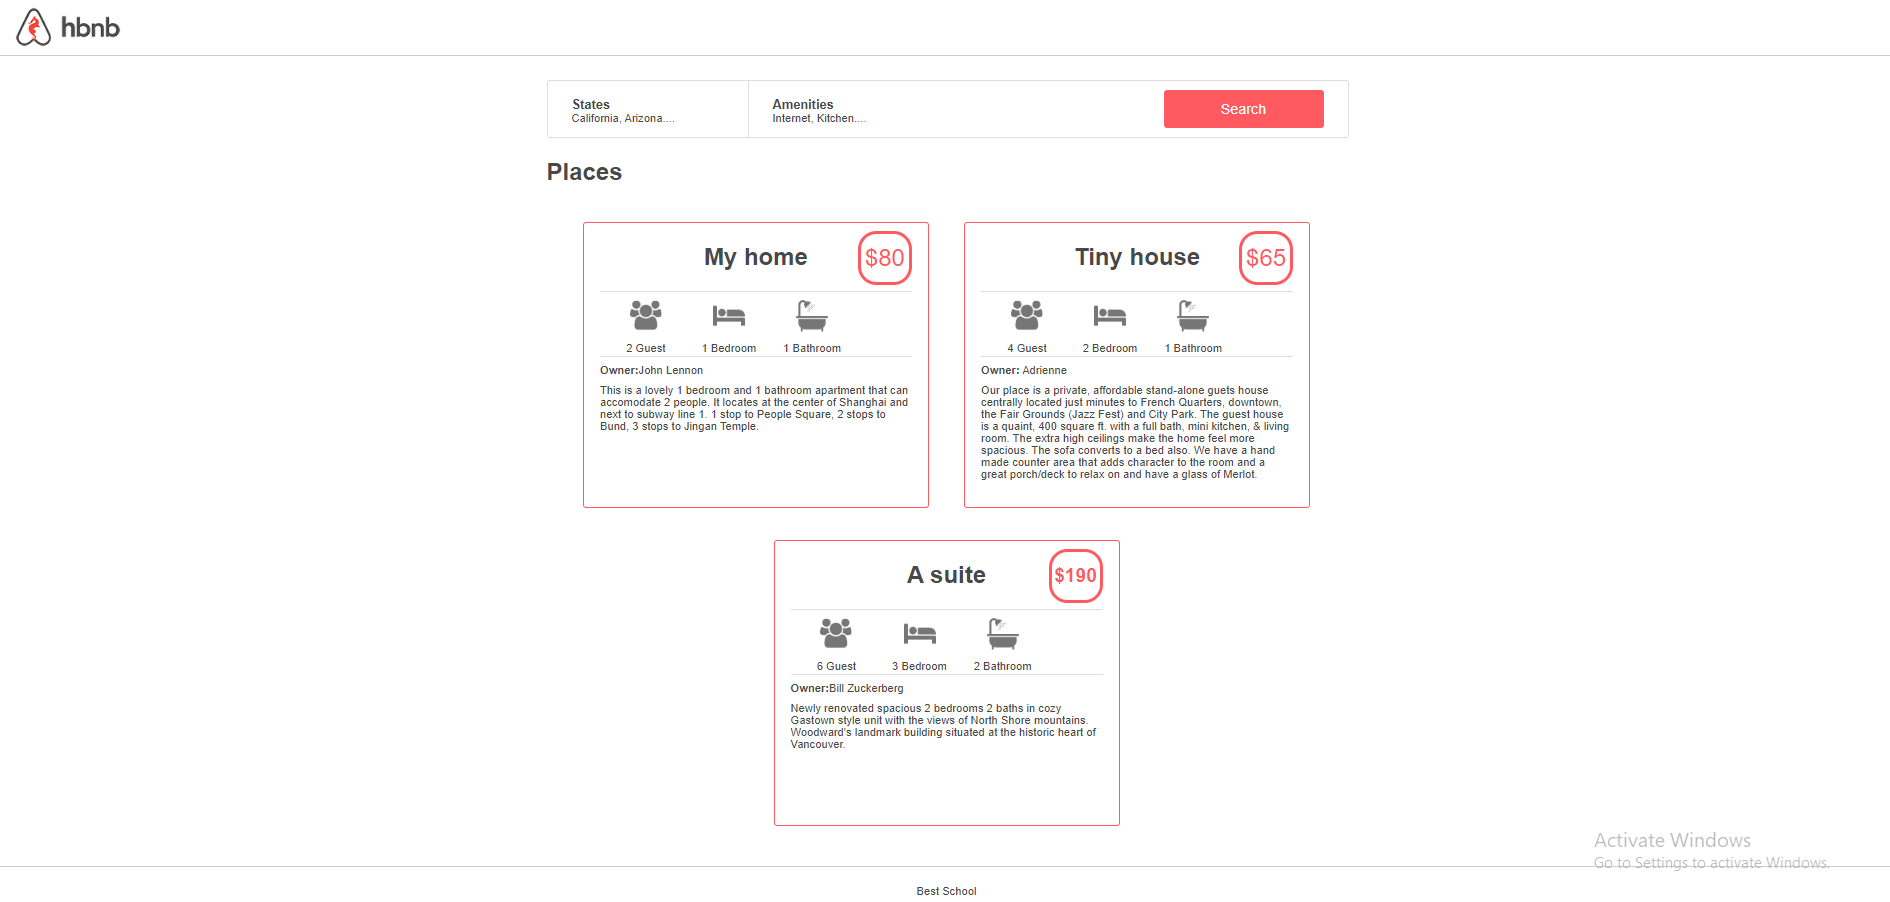 hbnb
States
California, Arizona....
Amenities
Internet, Kitchen....
Search
Places
My home
$80
2 Guest
1 Bedroom
1 Bathroom
Owner:John Lennon
This is a lovely 1 bedroom and 1 bathroom apartment that can
accomodate 2 people. It locates at the center of Shanghai and
next to subway line 1. 1 stop to People Square, 2 stops to
Bund, 3 stops to Jingan Temple.
Tiny house
$65
4 Guest
2 Bedroom
1 Bathroom
Owner: Adrienne
Our place is a private, affordable stand-alone guets house
centrally located just minutes to French Quarters, downtown,
the Fair Grounds (Jazz Fest) and City Park. The guest house
is a quaint, 400 square ft. with a full bath, mini kitchen, & living
room. The extra high ceilings make the home feel more
spacious. The sofa converts to a bed also. We have a hand
made counter area that adds character to the room and a
great porch/deck to relax on and have a glass of Merlot.
A suite
$190
6 Guest
3 Bedroom
2 Bathroom
Owner:Bill Zuckerberg
Newly renovated spacious 2 bedrooms 2 baths in cozy
Gastown style unit with the views of North Shore mountains.
Woodward's landmark building situated at the historic heart of
Vancouver.
Activate Windows
Go to Settings to activate Windows.
Best School